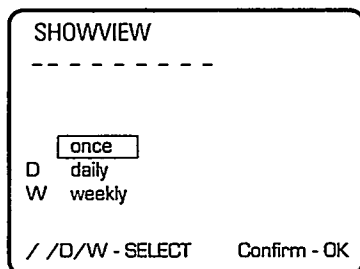 SHOWVIEW
_ _ _ _ _ _ _ _ _
once
D daily
W weekly
/ /D/W - SELECT Confirm - OK